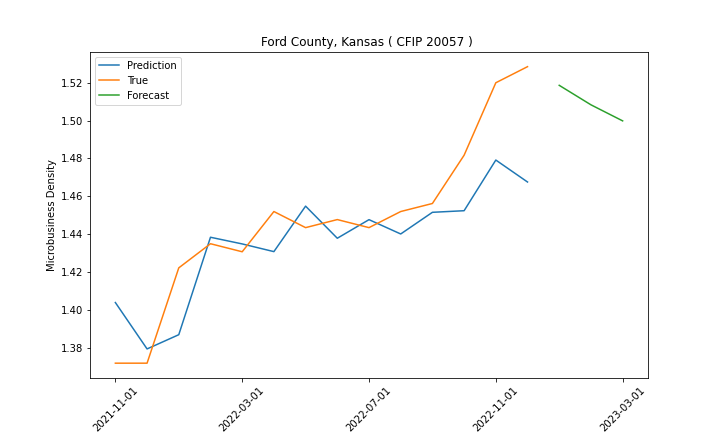 Ford County, Kansas ( CFIP 20057 )
Prediction
True
Forecast
Microbusiness Density
1.52
1.50
1.48
1.46
1.44
1.42
1.40
1.38
2021-11-01
2022-03-01
2022-07-01
2022-11-01
2023-03-01